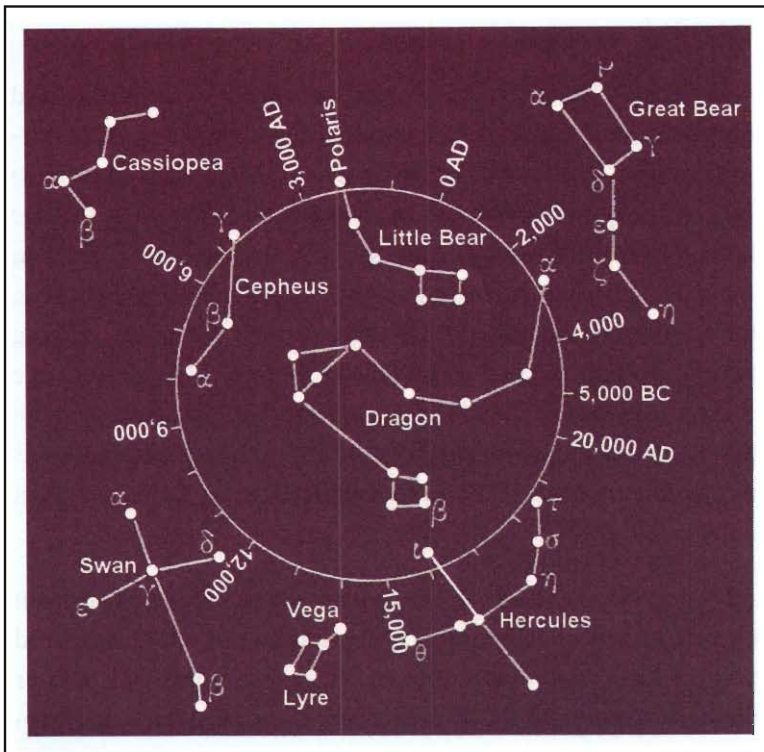 Polaris
3,000 AD
0 AD
α
τ
Great Bear
γ
δ
Cassiopea
α
β
γ
Little Bear
-2,000
ε
ζ
η
α
6,000
Cepheus
β
α
4,000
5,000 BC
Dragon
20,000 AD
9,000
α
β
τ
σ
η
ι
Swan
γ
δ
12,000
ε
Vega
15,000
Hercules
θ
β
Lyre